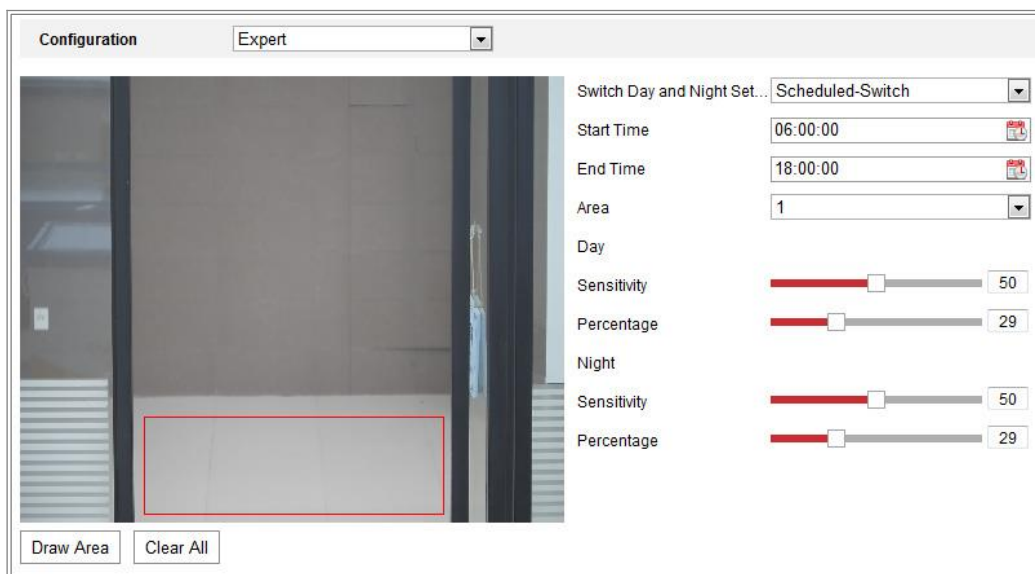 Configuration Expert
Switch Day and Night Set... Scheduled-Switch
Start Time 06:00:00
End Time 18:00:00
Area 1
Day
Sensitivity 50
Percentage 29
Night
Sensitivity 50
Percentage 29
Draw Area Clear All